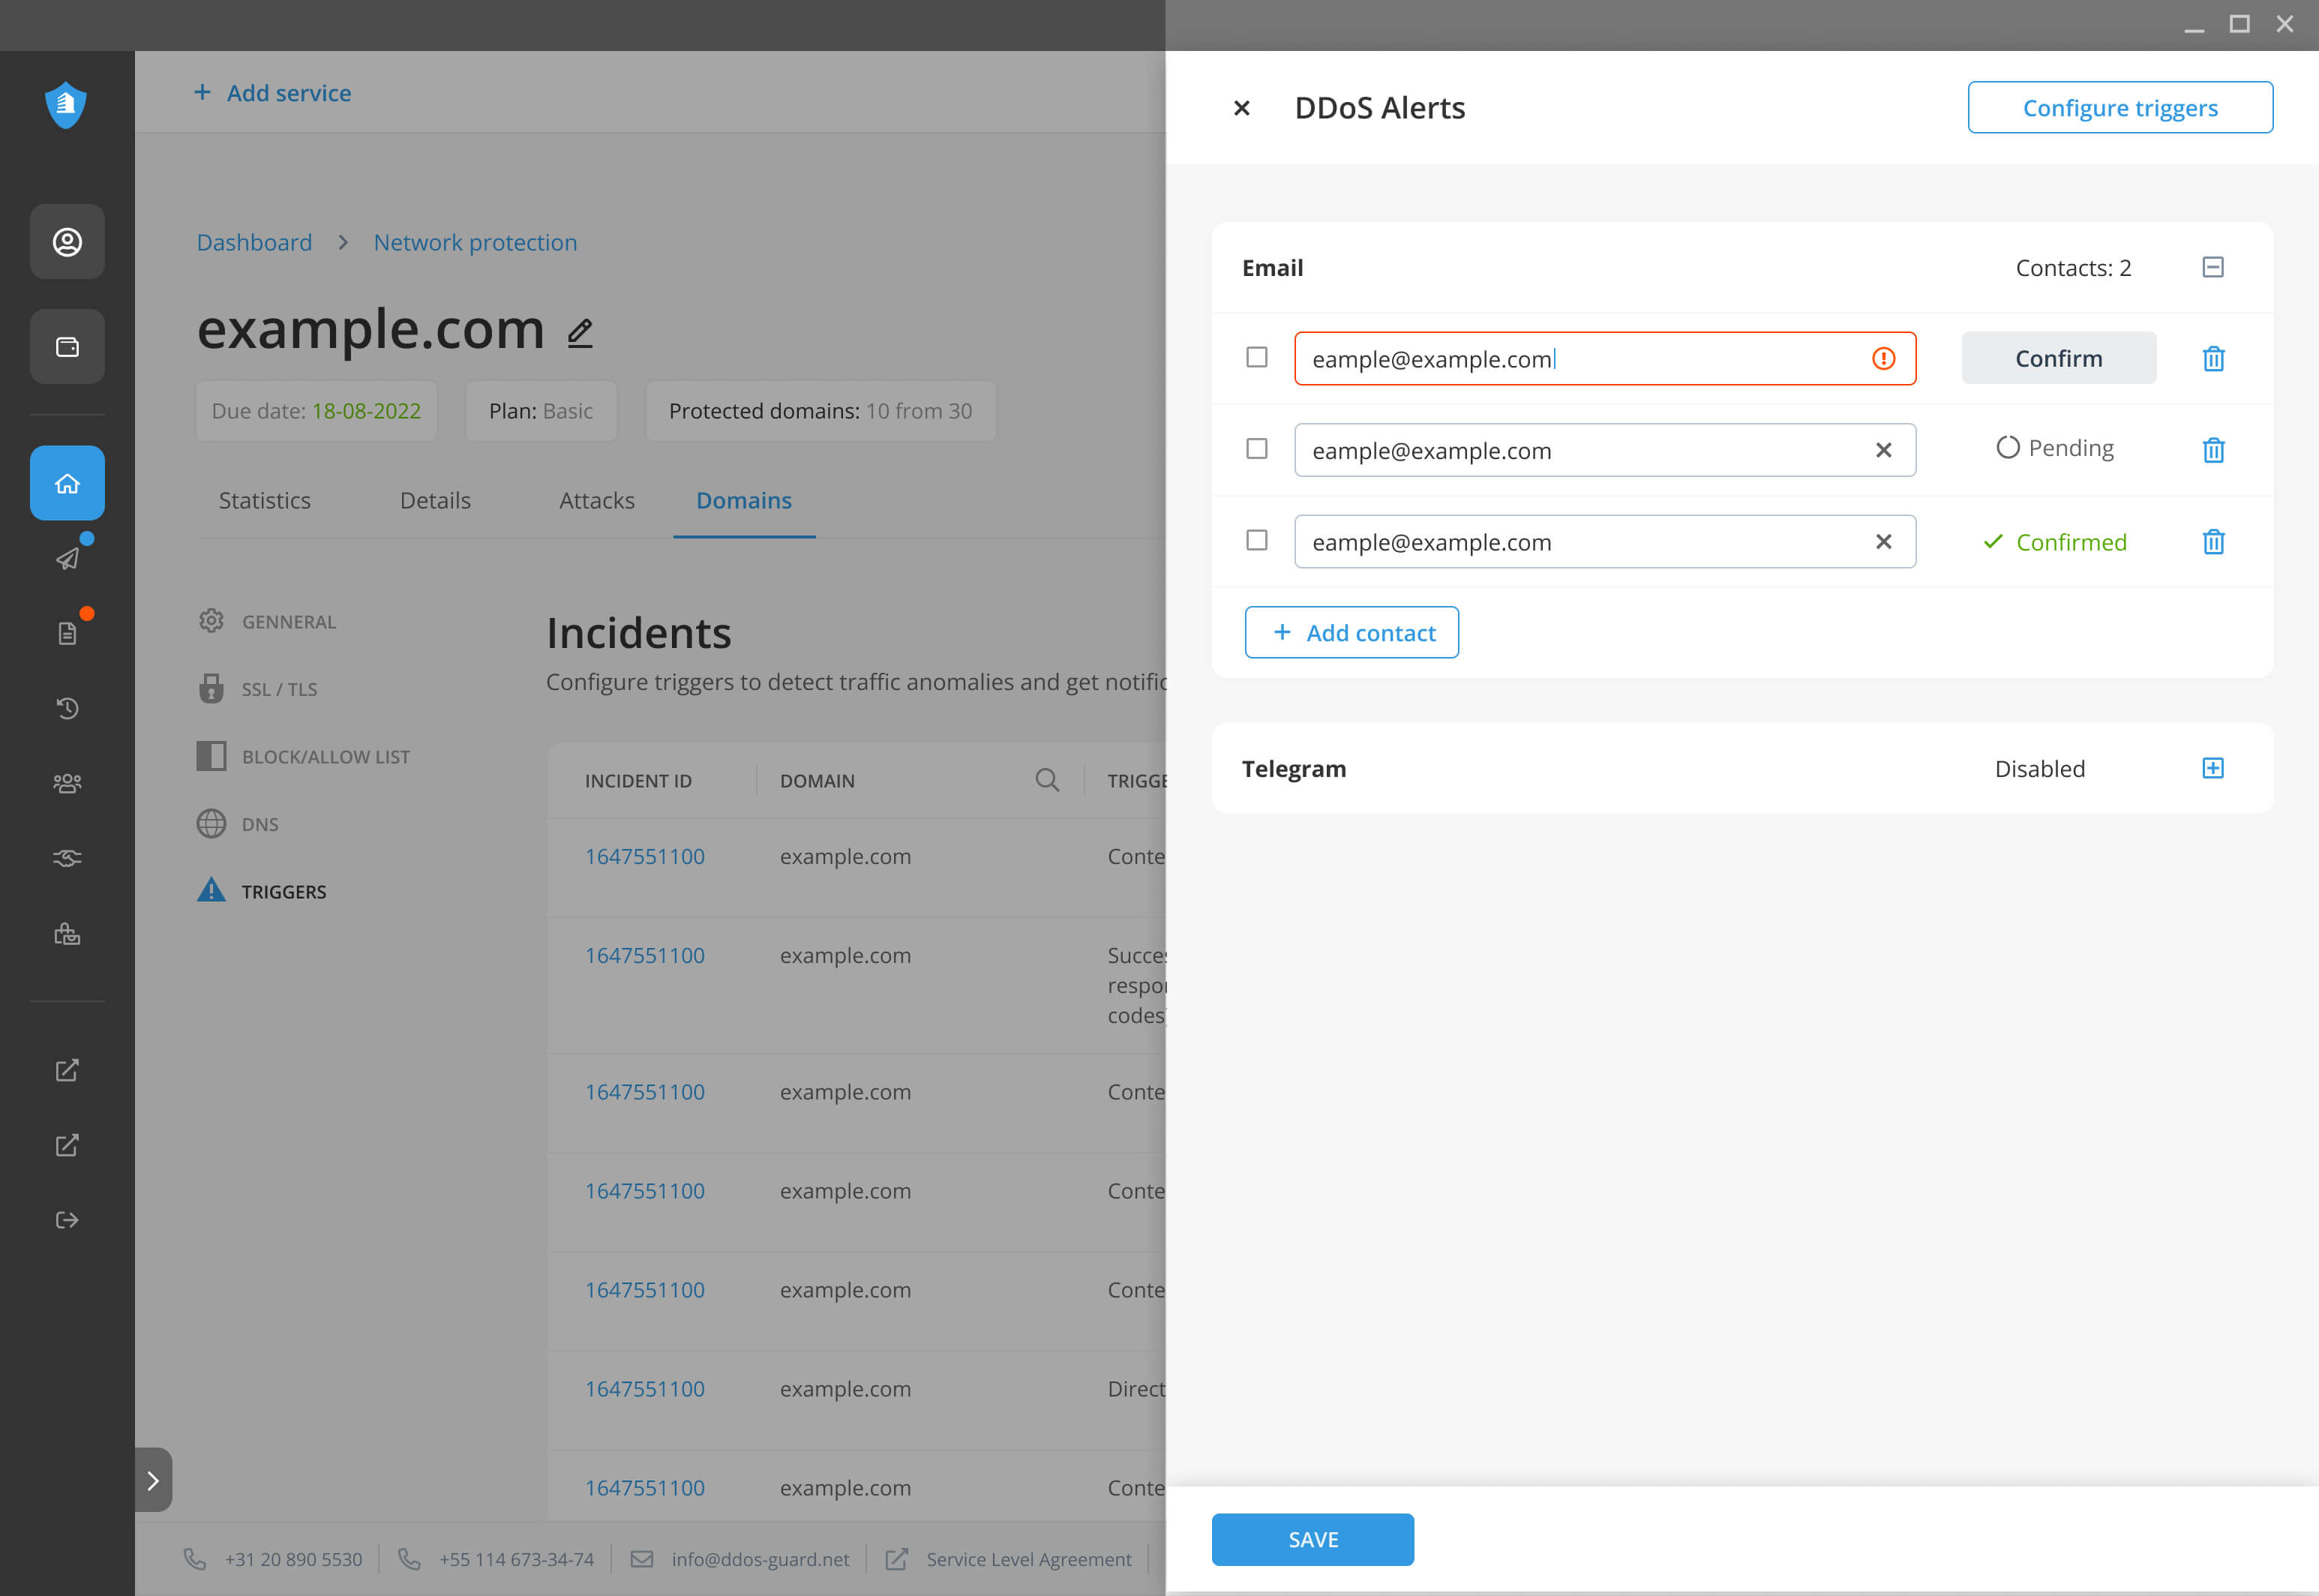 + Add service
Dashboard > Network protection
example.com
Due date: 18-08-2022
Plan: Basic
Protected domains: 10 from 30
Statistics
Details
Attacks
Domains
GENNERAL
SSL / TLS
BLOCK/ALLOW LIST
DNS
TRIGGERS
Incidents
Configure triggers to detect traffic anomalies and get notific
INCIDENT ID DOMAIN TRIGGE
1647551100 example.com Conte
1647551100 example.com Succes
respon
codes)
1647551100 example.com Conte
1647551100 example.com Conte
1647551100 example.com Conte
1647551100 example.com Direct
1647551100 example.com Conte
+31 20 890 5530
+55 114 673-34-74
info@ddos-guard.net
Service Level Agreement
DDoS Alerts
Configure triggers
Email
Contacts: 2
eample@example.com
Confirm
eample@example.com
Pending
eample@example.com
Confirmed
+ Add contact
Telegram
Disabled
SAVE